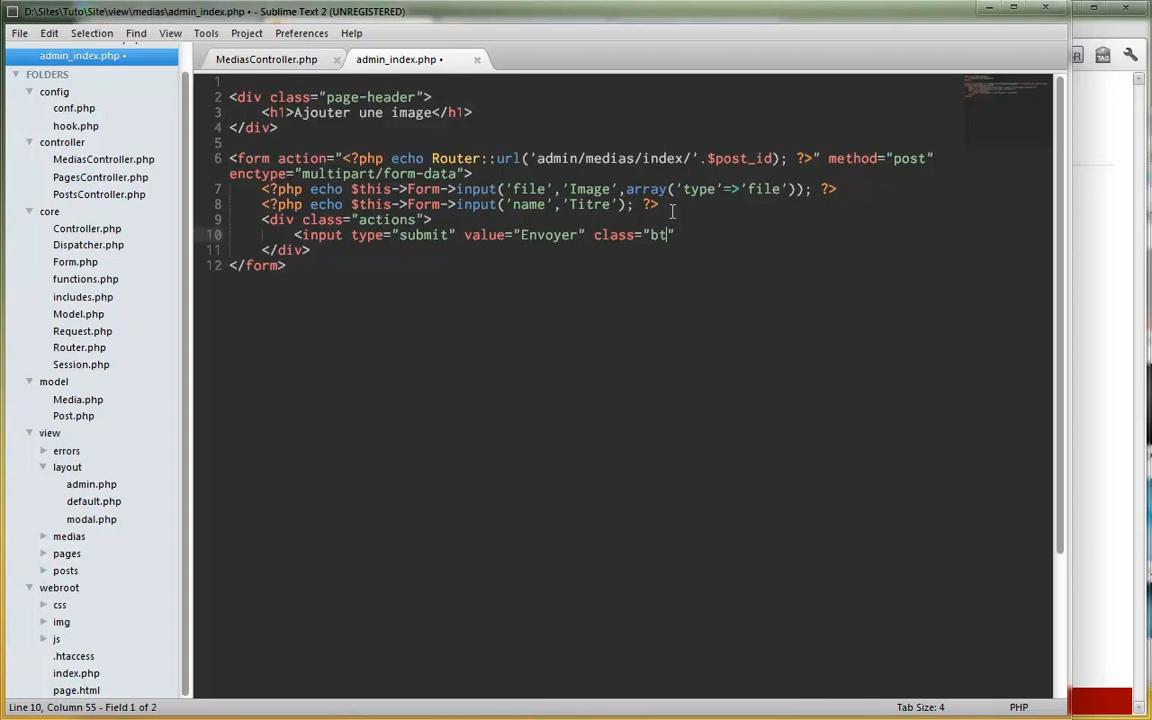 D:\Sites\Tuto\Site\view\medias\admin_index.php • - Sublime Text 2 (UNREGISTERED)
File Edit Selection Find View Tools Project Preferences Help
admin_index.php •
MediasController.php admin_index.php •
FOLDERS
config
conf.php
hook.php
controller
MediasController.php
PagesController.php
PostsController.php
core
Controller.php
Dispatcher.php
Form.php
functions.php
includes.php
Model.php
Request.php
Router.php
Session.php
model
Media.php
Post.php
view
errors
layout
admin.php
default.php
modal.php
medias
pages
posts
webroot
css
img
js
.htaccess
index.php
page.html
1
2 <div class="page-header">
3 <h1>Ajouter une image</h1>
4 </div>
5
6 <form action="<?php echo Router::url('admin/medias/index/'.$post_id); ?>" method="post"
enctype="multipart/form-data">
7 <?php echo $this->Form->input('file','Image',array('type'=>'file')); ?>
8 <?php echo $this->Form->input('name','Titre'); ?>
9 <div class="actions">
10 <input type="submit" value="Envoyer" class="bt"
11 </div>
12 </form>
TAG
Line 10, Column 55 - Field 1 of 2 Tab Size: 4 PHP